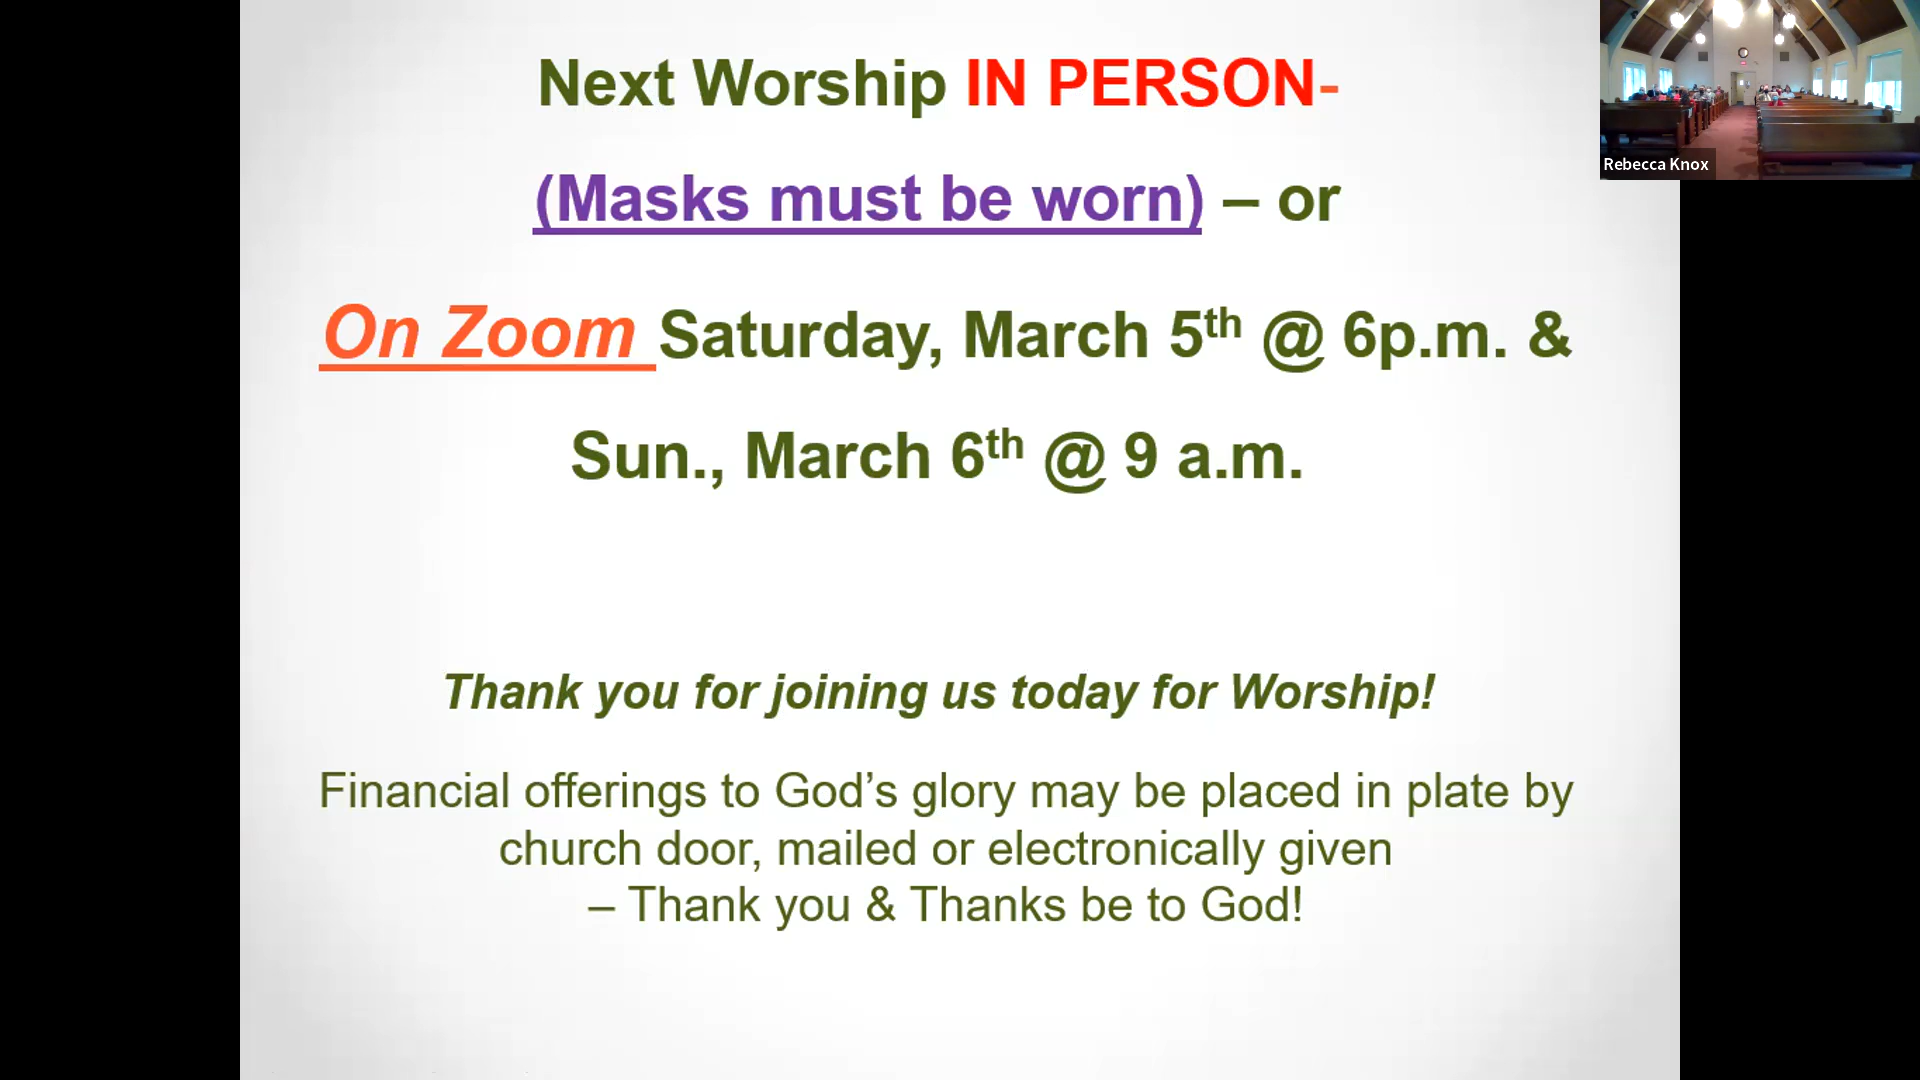 Next Worship IN PERSON-
(Masks must be worn) – or
On Zoom Saturday, March 5th @ 6p.m. &
Sun., March 6th @ 9 a.m.
Thank you for joining us today for Worship!
Financial offerings to God’s glory may be placed in plate by
church door, mailed or electronically given
– Thank you & Thanks be to God!
Rebecca Knox